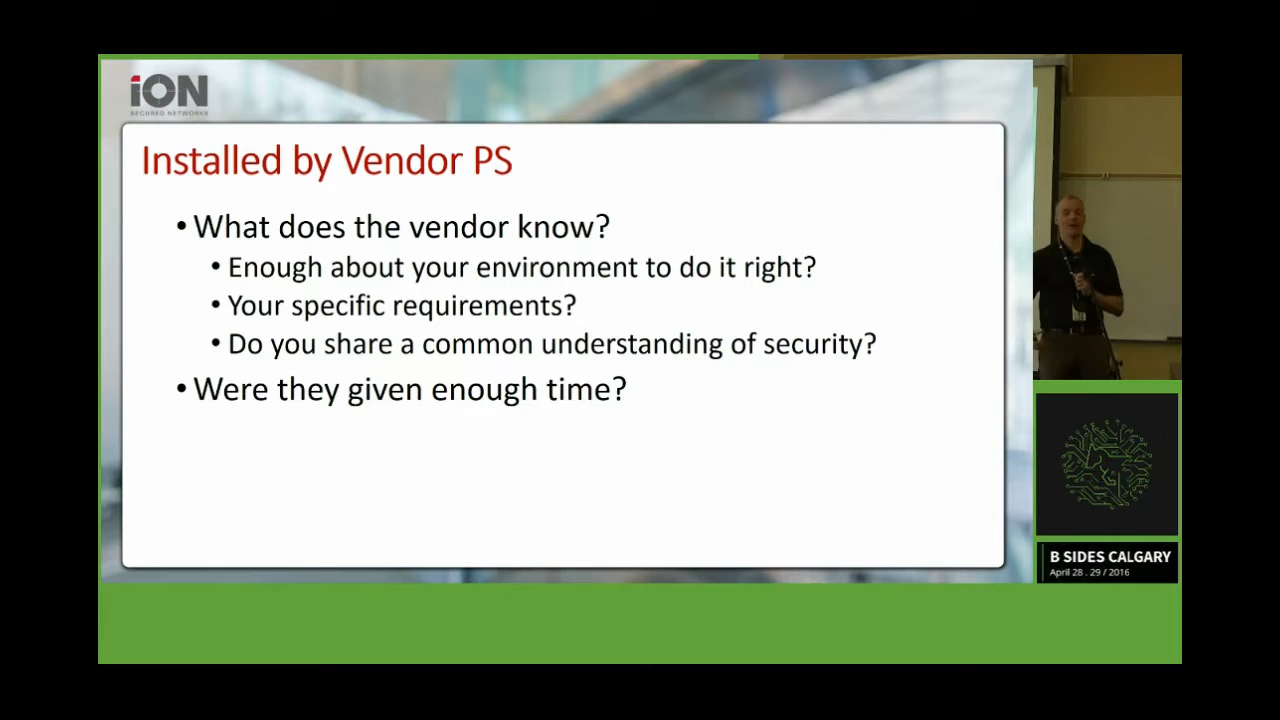 iON
SECURED NETWORKS
Installed by Vendor PS
• What does the vendor know?
• Enough about your environment to do it right?
• Your specific requirements?
• Do you share a common understanding of security?
• Were they given enough time?
B SIDES CALGARY
April 28 . 29 / 2016